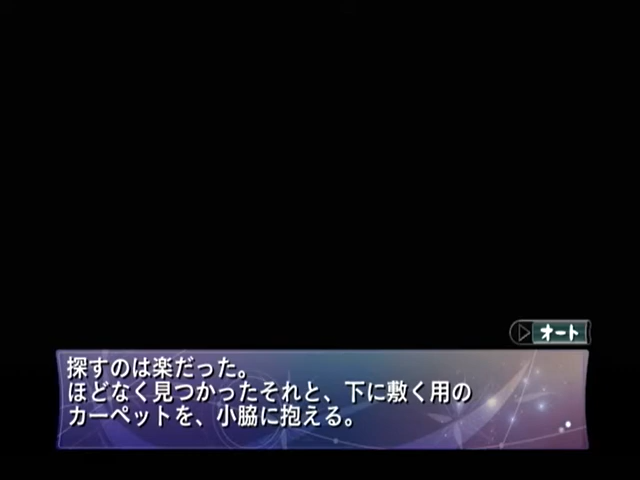 オート
探すのは楽だった。
ほどなく見つかったそれと、下に敷く用の
カーペットを、小脇に抱える。